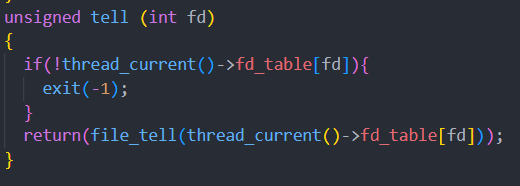 unsigned tell (int fd)
{
  if(!thread_current()->fd_table[fd]){
    exit(-1);
  }
  return(file_tell(thread_current()->fd_table[fd]));
}